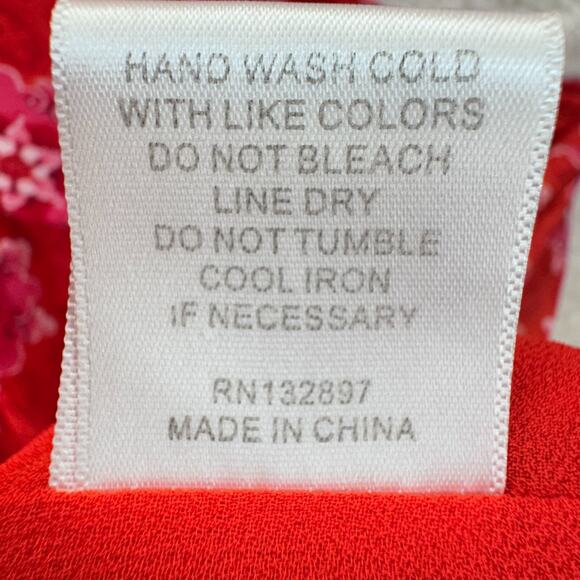 HAND WASH COLD
WITH LIKE COLORS
DO NOT BLEACH
LINE DRY
DO NOT TUMBLE
COOL IRON
IF NECESSARY
RN132897
MADE IN CHINA